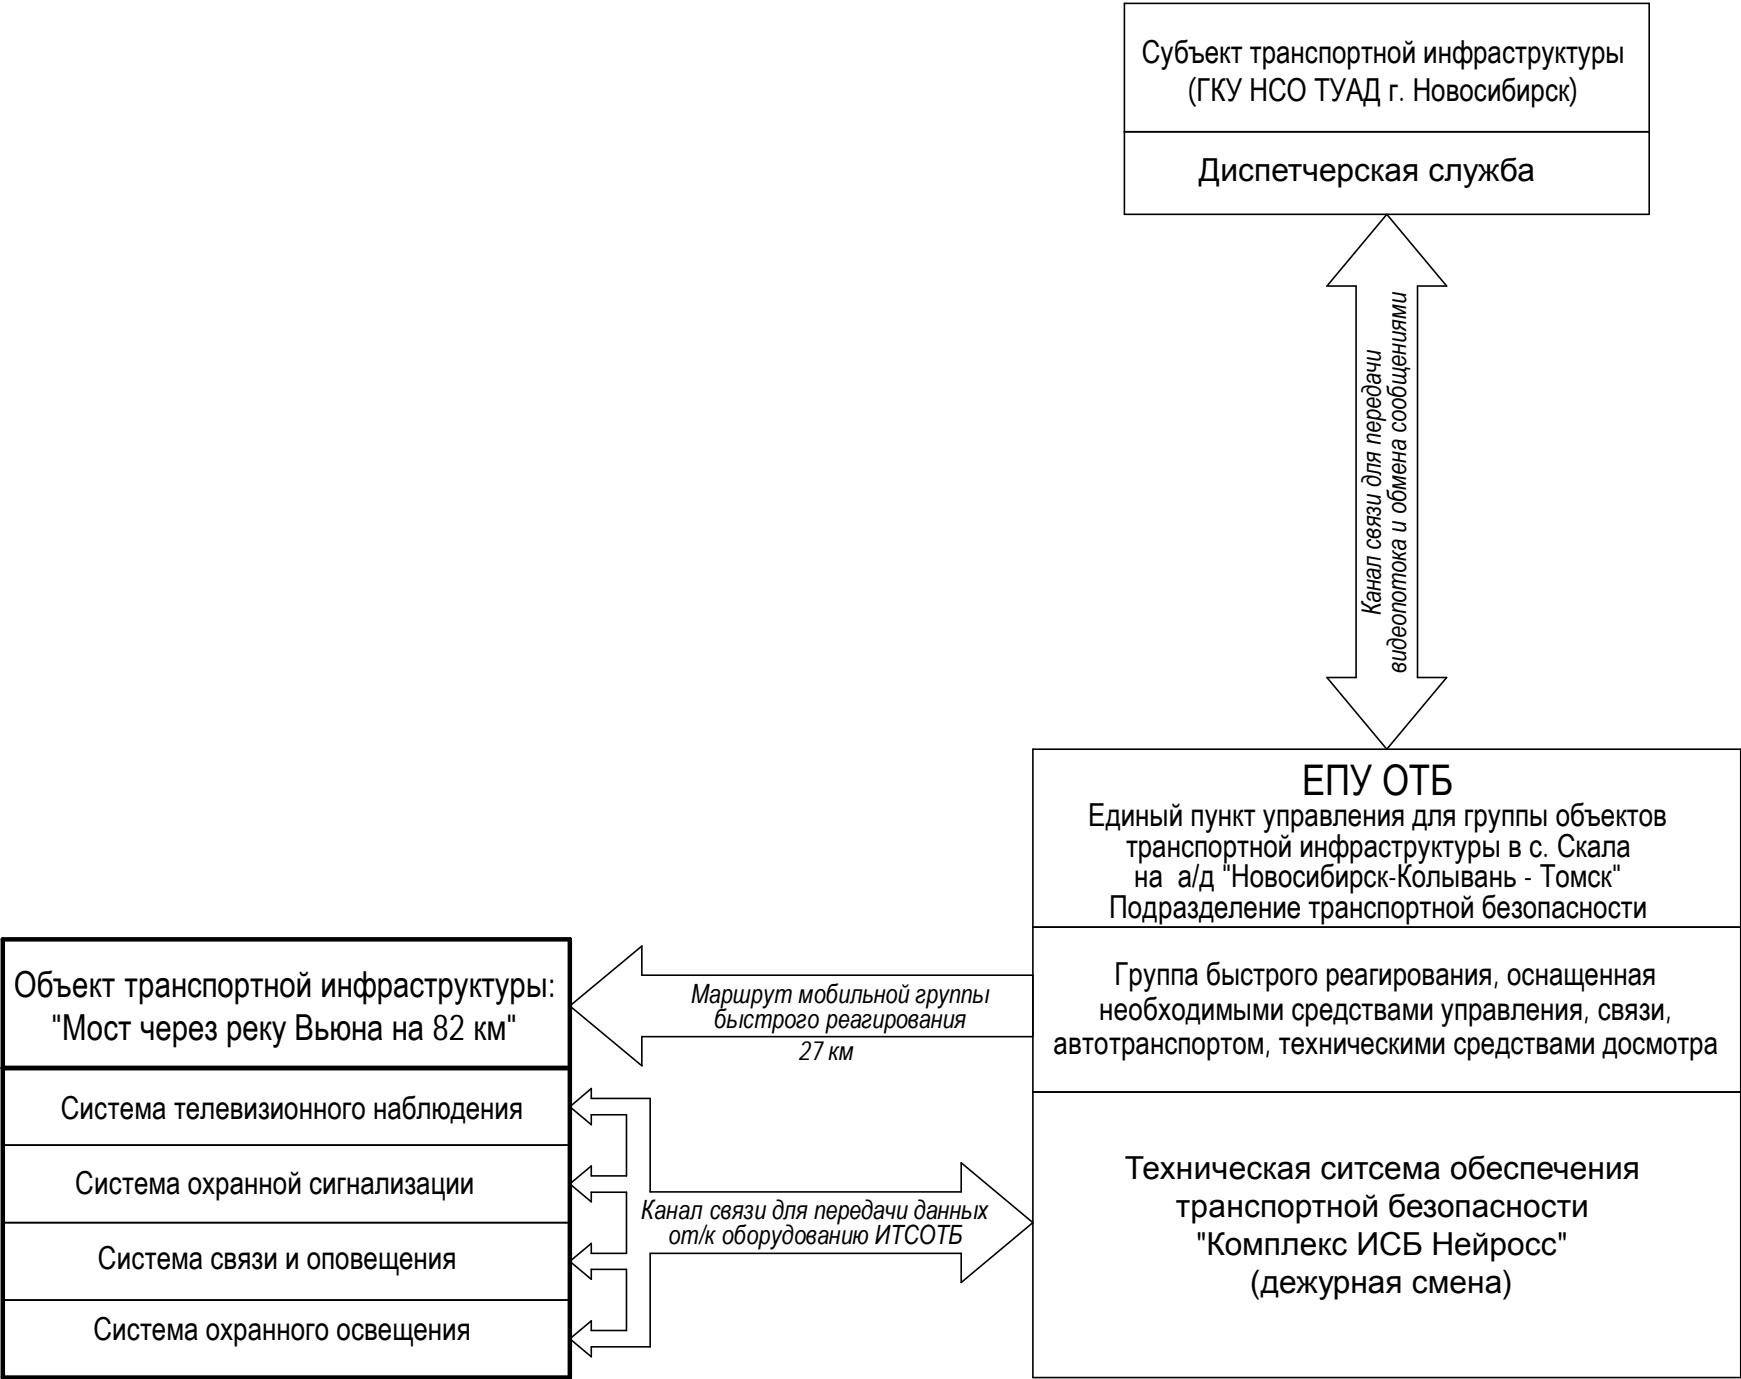 Субъект транспортной инфраструктуры
(ГКУ НСО ТУАД г. Новосибирск)
Диспетчерская служба
Канал связи для передачи
видеопотока и обмена сообщениями
ЕПУ ОТБ
Единый пункт управления для группы объектов
транспортной инфраструктуры в с. Скала
на а/д "Новосибирск-Колывань - Томск"
Подразделение транспортной безопасности
Группа быстрого реагирования, оснащенная
необходимыми средствами управления, связи,
автотранспортом, техническими средствами досмотра
Техническая ситсема обеспечения
транспортной безопасности
"Комплекс ИСБ Нейросс"
(дежурная смена)
Маршрут мобильной группы
быстрого реагирования
27 км
Канал связи для передачи данных
от/к оборудованию ИТСОТБ
Объект транспортной инфраструктуры:
"Мост через реку Вьюна на 82 км"
Система телевизионного наблюдения
Система охранной сигнализации
Система связи и оповещения
Система охранного освещения